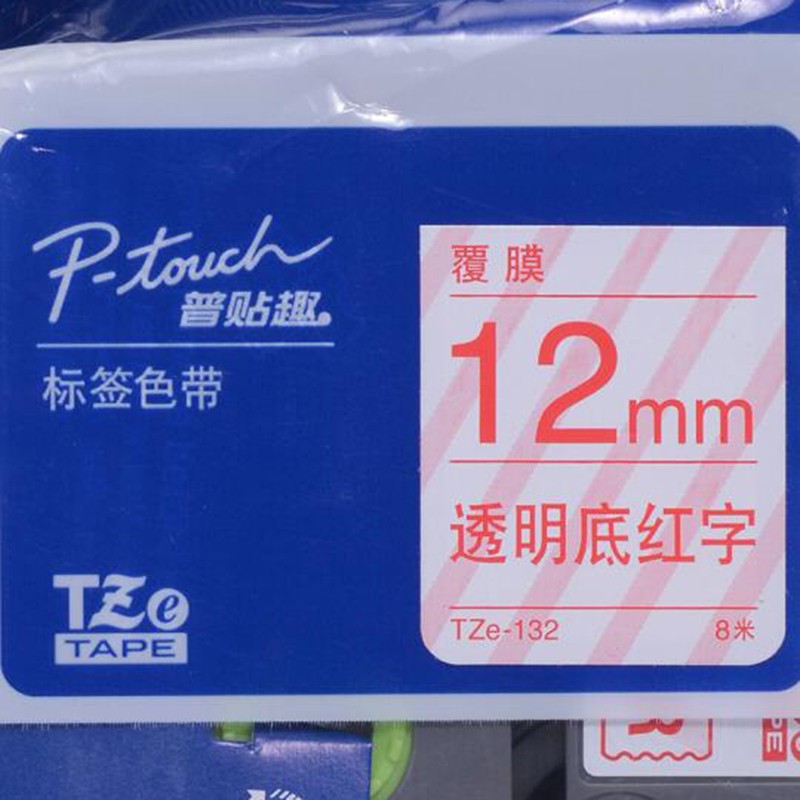 P-touch
普贴趣
标签色带
TZe
TAPE
覆膜
12mm
透明底红字
TZe-132 8米